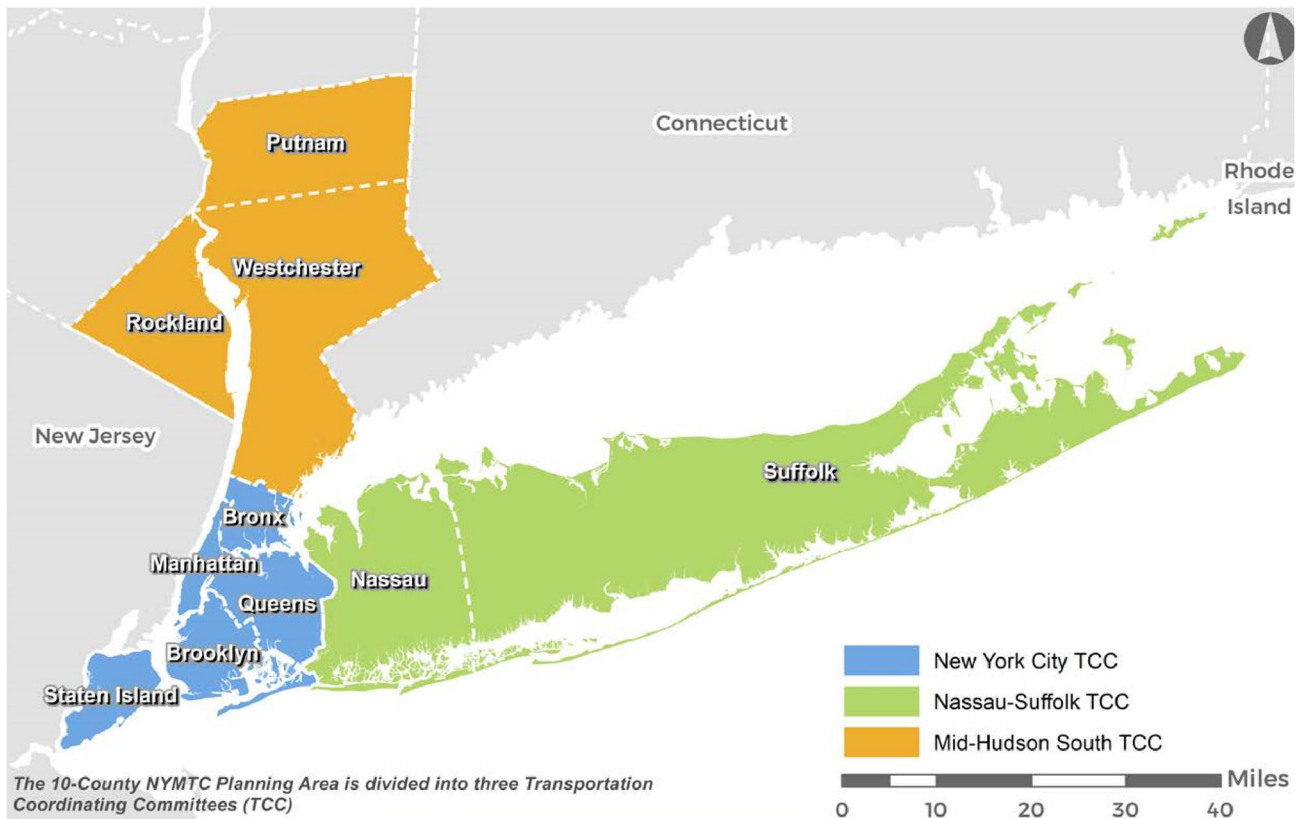 Connecticut
Putnam
Rhode
Island
Westchester
Rockland
New Jersey
Suffolk
Bronx
Manhattan
Nassau
Queens
Brooklyn
Staten Island
New York City TCC
Nassau-Suffolk TCC
Mid-Hudson South TCC
The 10-County NYMTC Planning Area is divided into three Transportation
Coordinating Committees (TCC)
Miles
0 10 20 30 40